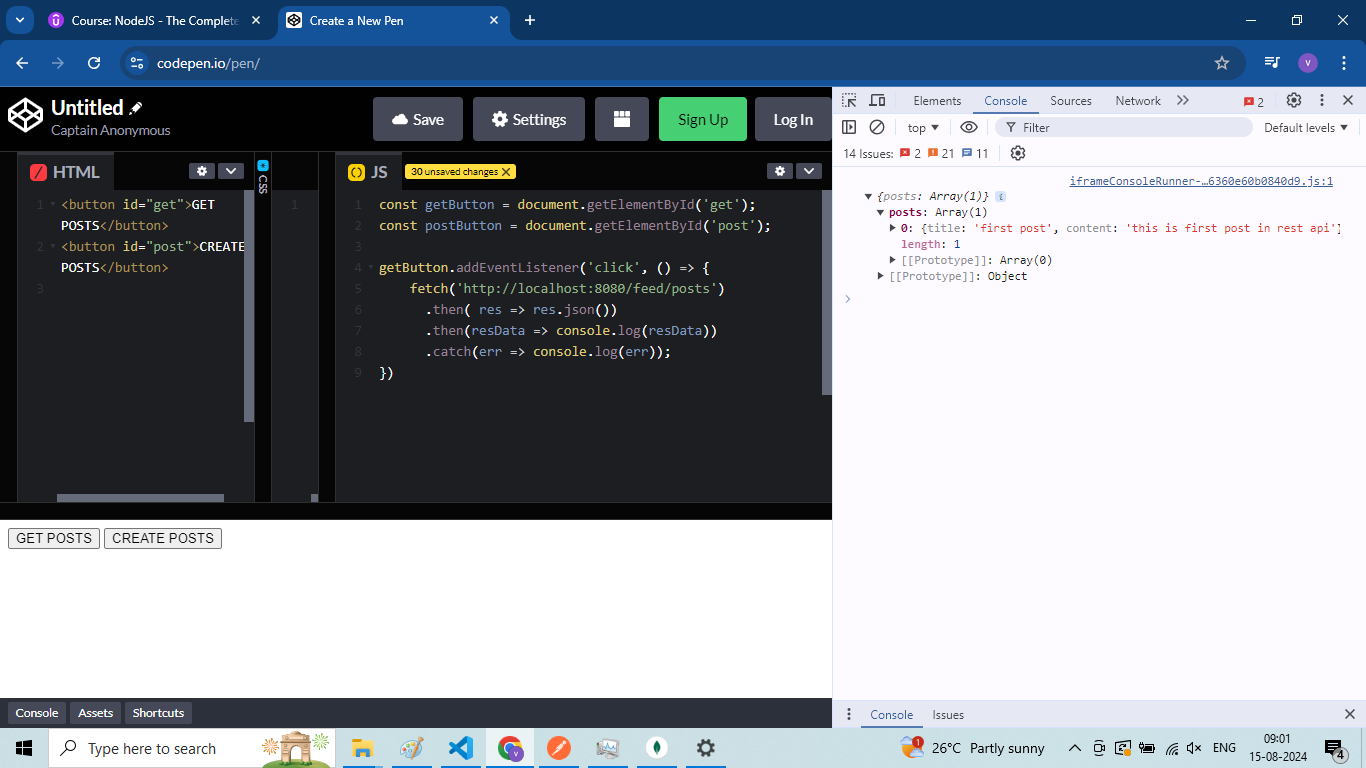 Course: NodeJS - The Complete
Create a New Pen
codepen.io/pen/
v
Untitled
Captain Anonymous
Save
Settings
Sign Up
Log In
HTML
1 <button id="get">GET
POSTS</button>
2 <button id="post">CREATE
POSTS</button>
3
CSS
1
JS
30 unsaved changes X
1 const getButton = document.getElementById('get');
2 const postButton = document.getElementById('post');
3
4 getButton.addEventListener('click', () => {
5 fetch('http://localhost:8080/feed/posts')
6 .then( res => res.json())
7 .then(resData => console.log(resData))
8 .catch(err => console.log(err));
9 })
GET POSTS CREATE POSTS
Console Assets Shortcuts
Elements Console Sources Network 2
top Filter Default levels
14 Issues: 2 21 11
iframeConsoleRunner-…6360e60b0840d9.js:1
{posts: Array(1)} i
posts: Array(1)
0: {title: 'first post', content: 'this is first post in rest api'}
length: 1
[[Prototype]]: Array(0)
[[Prototype]]: Object
Console Issues
Type here to search
1
26°C Partly sunny
ENG
09:01
15-08-2024
4